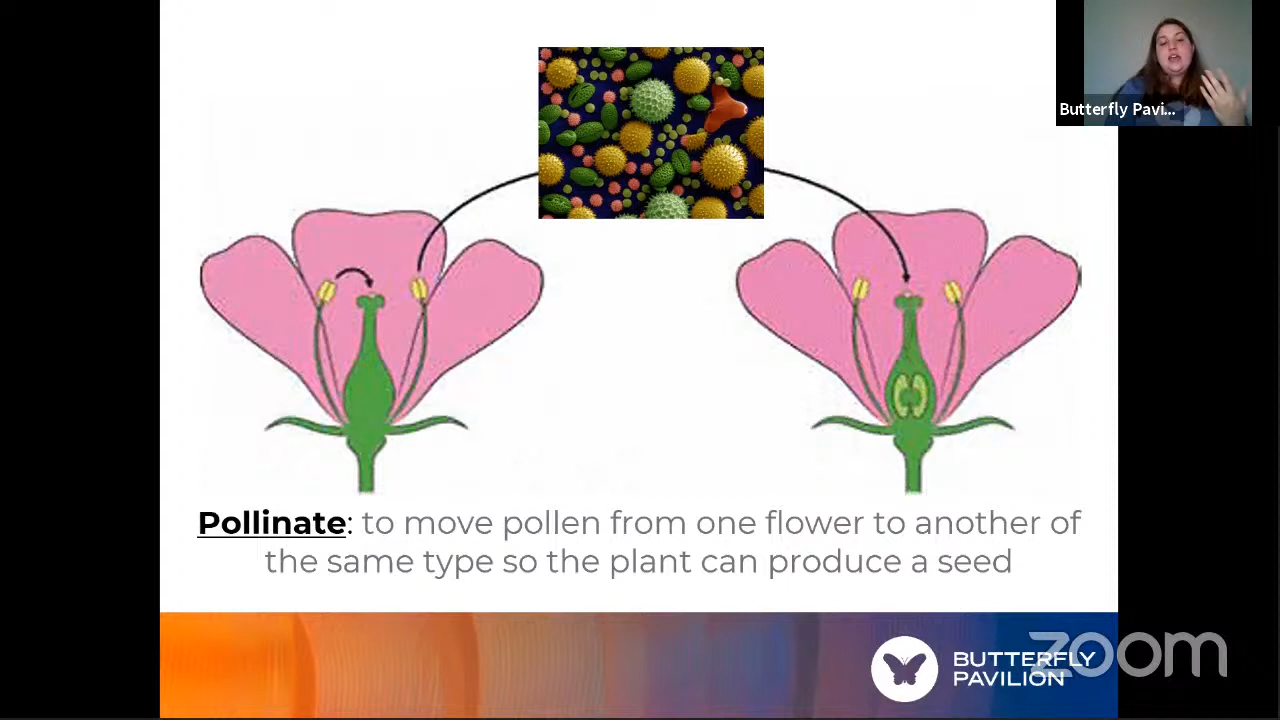 Butterfly Pavi...
Pollinate: to move pollen from one flower to another of
the same type so the plant can produce a seed
BUTTERFLY
PAVILION
zoom